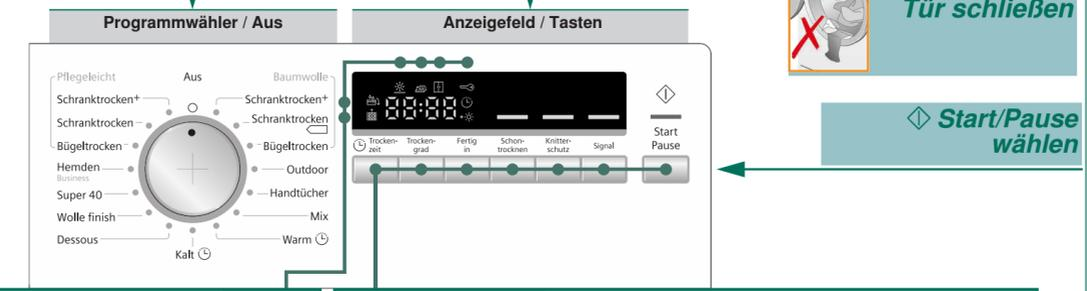 Programmwähler / Aus
Anzeigefeld / Tasten
Tür schließen
Pflegeleicht
Aus
Baumwolle
Schranktrocken+
Schranktrocken+
Schranktrocken
Schranktrocken
Bügeltrocken
Bügeltrocken
Hemden
Business
Outdoor
Super 40
Handtücher
Wolle finish
Mix
Dessous
Warm
Kalt
88:88
Trocken-
zeit
Trocken-
grad
Fertig
in
Schon-
trocknen
Knitter-
schutz
Signal
Start
Pause
Start/Pause
wählen